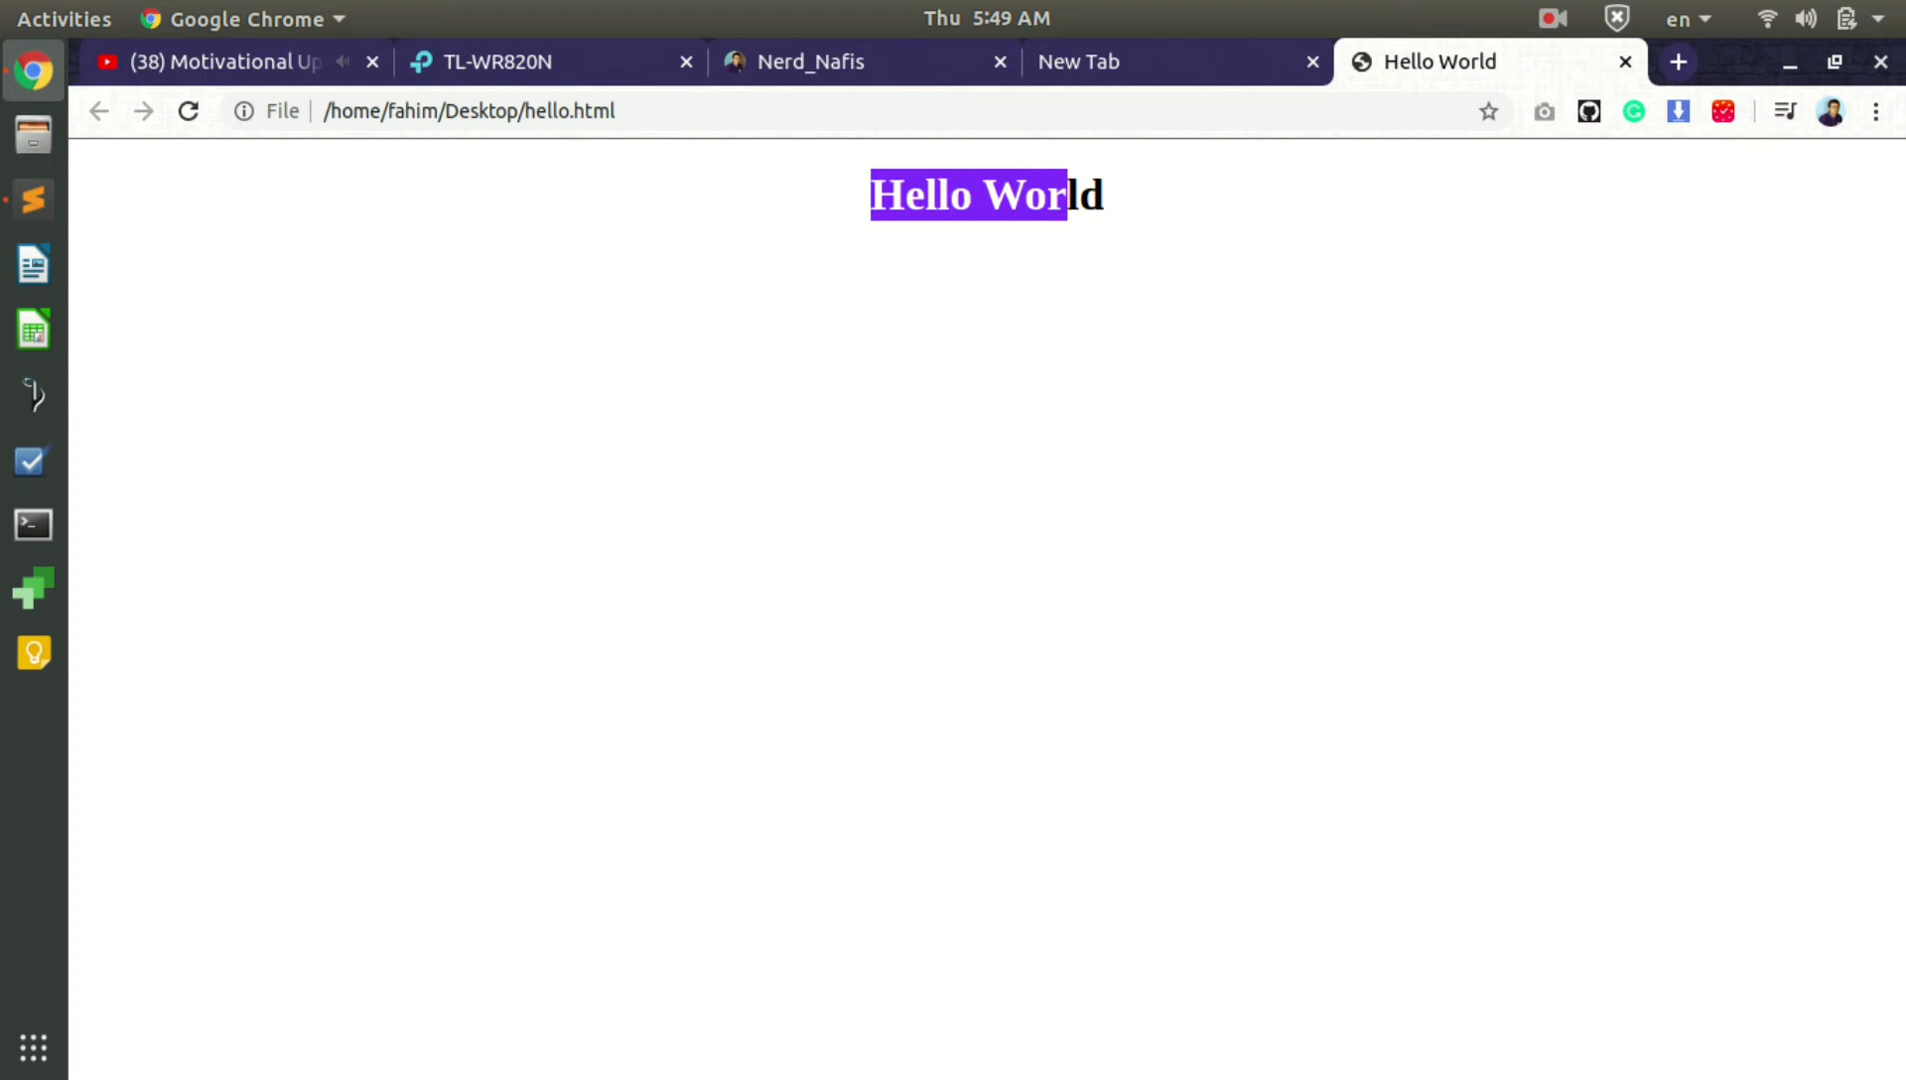 Activities Google Chrome Thu 5:49 AM en
(38) Motivational Up TL-WR820N Nerd_Nafis New Tab Hello World
File /home/fahim/Desktop/hello.html
Hello World